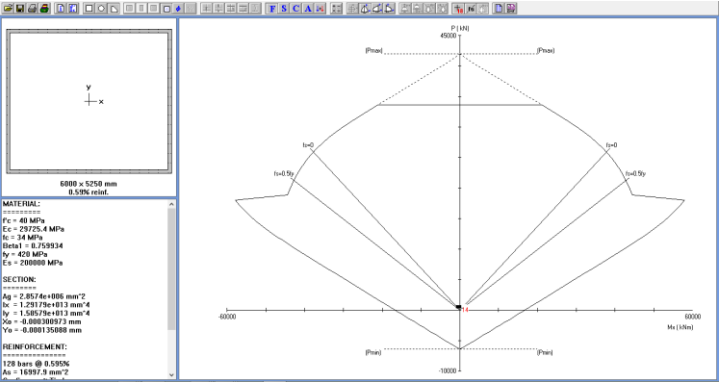 F S C A
y
x
6000 x 5250 mm
0.59% reinf.
MATERIAL:
=========
f'c = 40 MPa
Ec = 29725.4 MPa
fc = 34 MPa
Beta1 = 0.759934
fy = 420 MPa
Es = 200000 MPa
SECTION:
========
Ag = 2.8574e+006 mm^2
Ix = 1.29179e+013 mm^4
Iy = 1.58579e+013 mm^4
Xo = -0.000300973 mm
Yo = -0.000135088 mm
REINFORCEMENT:
==============
128 bars @ 0.595%
As = 16997.9 mm^2
P ( kN)
45000
(Pmax)
(Pmax)
fs=0
fs=0
fs=0.5fy
fs=0.5fy
14
-60000
60000
Mx ( kNm)
(Pmin)
(Pmin)
-10000